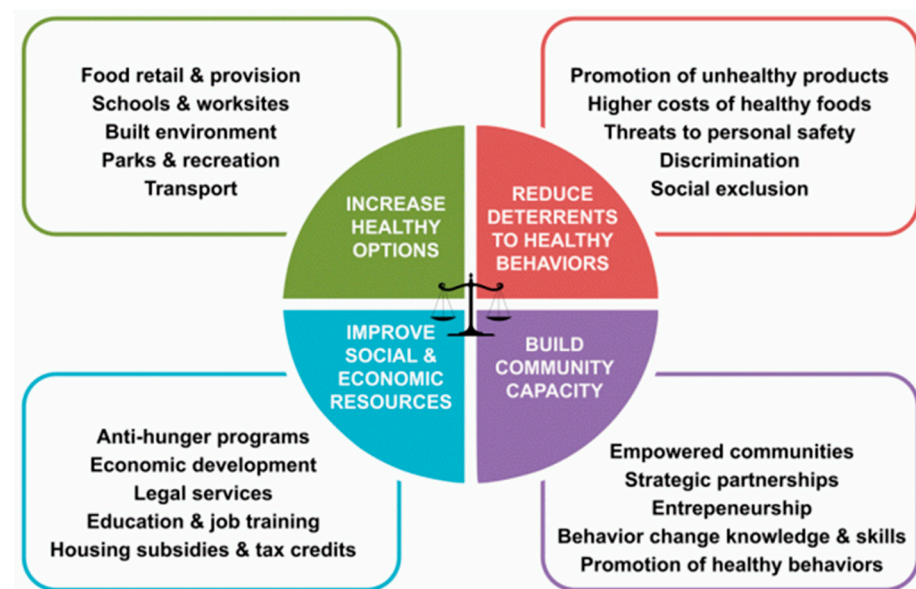 Food retail & provision
Schools & worksites
Built environment
Parks & recreation
Transport
Promotion of unhealthy products
Higher costs of healthy foods
Threats to personal safety
Discrimination
Social exclusion
INCREASE
HEALTHY
OPTIONS
REDUCE
DETERRENTS
TO HEALTHY
BEHAVIORS
IMPROVE
SOCIAL &
ECONOMIC
RESOURCES
BUILD
COMMUNITY
CAPACITY
Anti-hunger programs
Economic development
Legal services
Education & job training
Housing subsidies & tax credits
Empowered communities
Strategic partnerships
Entrepeneurship
Behavior change knowledge & skills
Promotion of healthy behaviors